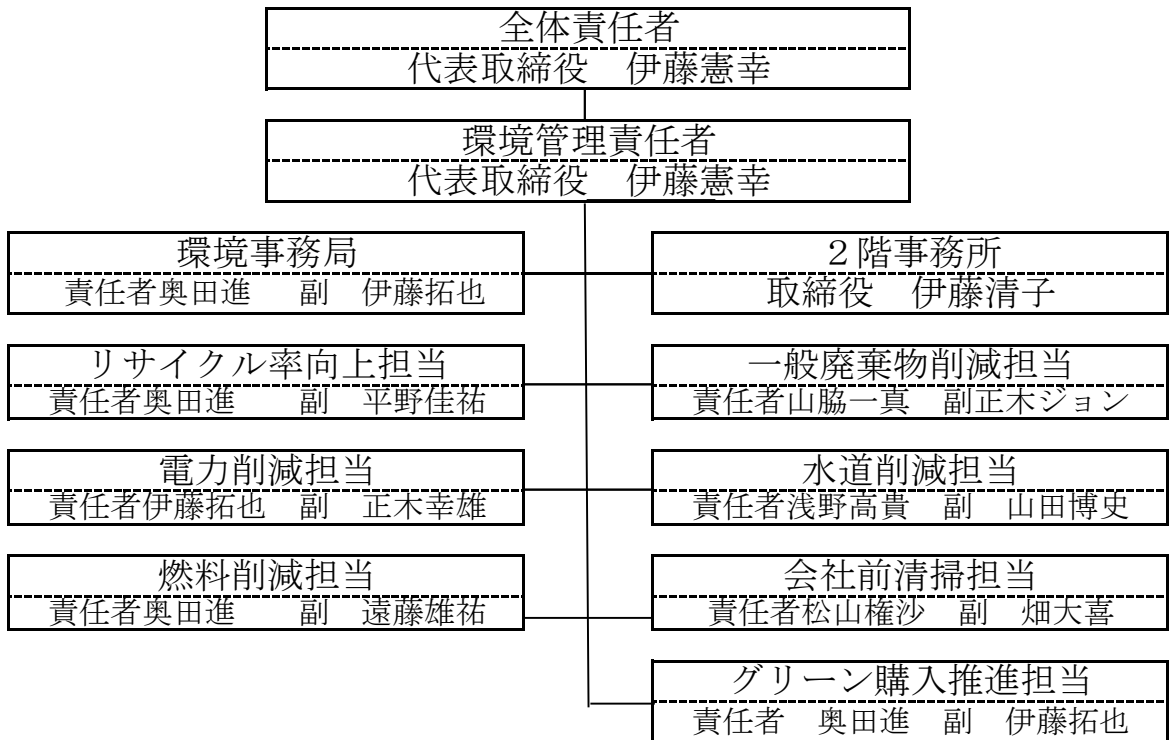 全体責任者
代表取締役　伊藤憲幸
環境管理責任者
代表取締役　伊藤憲幸
環境事務局
責任者奥田進　　副　伊藤拓也
２階事務所
取締役　伊藤清子
リサイクル率向上担当
責任者奥田進　　副　平野佳祐
一般廃棄物削減担当
責任者山脇一真　副正木ジョン
電力削減担当
責任者伊藤拓也　副　正木幸雄
水道削減担当
責任者浅野高貴　副　山田博史
燃料削減担当
責任者奥田進　　副　遠藤雄祐
会社前清掃担当
責任者松山権沙　副　畑大喜
グリーン購入推進担当
責任者　奥田進　副　伊藤拓也